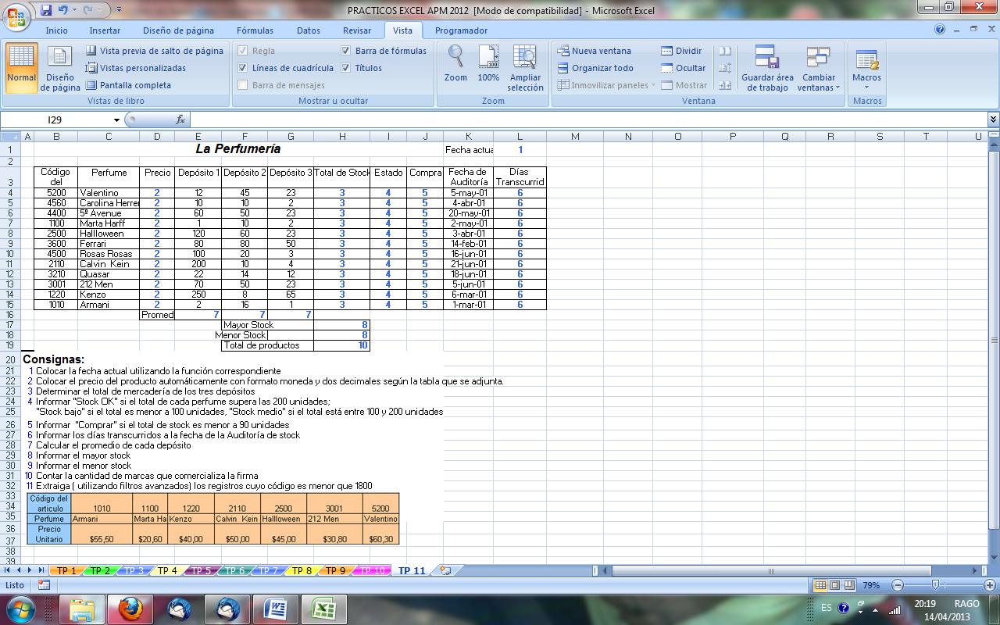 PRACTICOS EXCEL APM 2012 [Modo de compatibilidad] - Microsoft Excel
Inicio Insertar Diseño de página Fórmulas Datos Revisar Vista Programador
Normal Diseño de página Vista previa de salto de página Vistas personalizadas Pantalla completa
Regla Barra de fórmulas
Líneas de cuadrícula Títulos
Barra de mensajes
Zoom 100% Ampliar selección
Nueva ventana Organizar todo Inmovilizar paneles
Dividir Ocultar Mostrar
Guardar área de trabajo Cambiar ventanas Macros
Vistas de libro Mostrar u ocultar Zoom Ventana Macros
I29 fx
A B C D E F G H I J K L M N O P Q R S T U
1 La Perfumería Fecha actua 1
2
3 Código del Perfume Precio Depósito 1 Depósito 2 Depósito 3 Total de Stock Estado Compra Fecha de Auditoría Días Transcurrid
4 5200 Valentino 2 12 45 23 3 4 5 5-may-01 6
5 4560 Carolina Herrer 2 10 10 2 3 4 5 4-abr-01 6
6 4400 5ª Avenue 2 60 50 23 3 4 5 20-may-01 6
7 1100 Marta Harff 2 1 10 2 3 4 5 2-may-01 6
8 2500 Hallloween 2 120 60 23 3 4 5 3-abr-01 6
9 3600 Ferrari 2 80 80 50 3 4 5 14-feb-01 6
10 4500 Rosas Rosas 2 100 20 3 3 4 5 16-jun-01 6
11 2110 Calvin Kein 2 200 10 4 3 4 5 21-jun-01 6
12 3210 Quasar 2 22 14 12 3 4 5 18-jun-01 6
13 3001 212 Men 2 70 50 23 3 4 5 5-jun-01 6
14 1220 Kenzo 2 250 8 65 3 4 5 6-mar-01 6
15 1010 Armani 2 2 16 1 3 4 5 1-mar-01 6
16 Promed 7 7 7
17 Mayor Stock 8
18 Menor Stock 8
19 Total de productos 10
20 Consignas:
21 1 Colocar la fecha actual utilizando la función correspondiente
22 2 Colocar el precio del producto automáticamente con formato moneda y dos decimales según la tabla que se adjunta.
23 3 Determinar el total de mercadería de los tres depósitos
24 4 Informar "Stock OK" si el total de cada perfume supera las 200 unidades;
25 "Stock bajo" si el total es menor a 100 unidades, "Stock medio" si el total está entre 100 y 200 unidades
26 5 Informar "Comprar" si el total de stock es menor a 90 unidades
27 6 Informar los días transcurridos a la fecha de la Auditoría de stock
28 7 Calcular el promedio de cada depósito
29 8 Informar el mayor stock
30 9 Informar el menor stock
31 10 Contar la cantidad de marcas que comercializa la firma
32 11 Extraiga ( utilizando filtros avanzados) los registros cuyo código es menor que 1800
33 Código del
34 articulo 1010 1100 1220 2110 2500 3001 5200
35 Perfume Armani Marta Ha Kenzo Calvin Kein Hallloween 212 Men Valentino
36 Precio
37 Unitario $55,50 $20,60 $40,00 $50,00 $45,00 $30,80 $60,30
38
39
TP 1 TP 2 TP 3 TP 4 TP 5 TP 6 TP 7 TP 8 TP 9 TP 10 TP 11
Listo 79%
ES 20:19 RAGO
14/04/2013